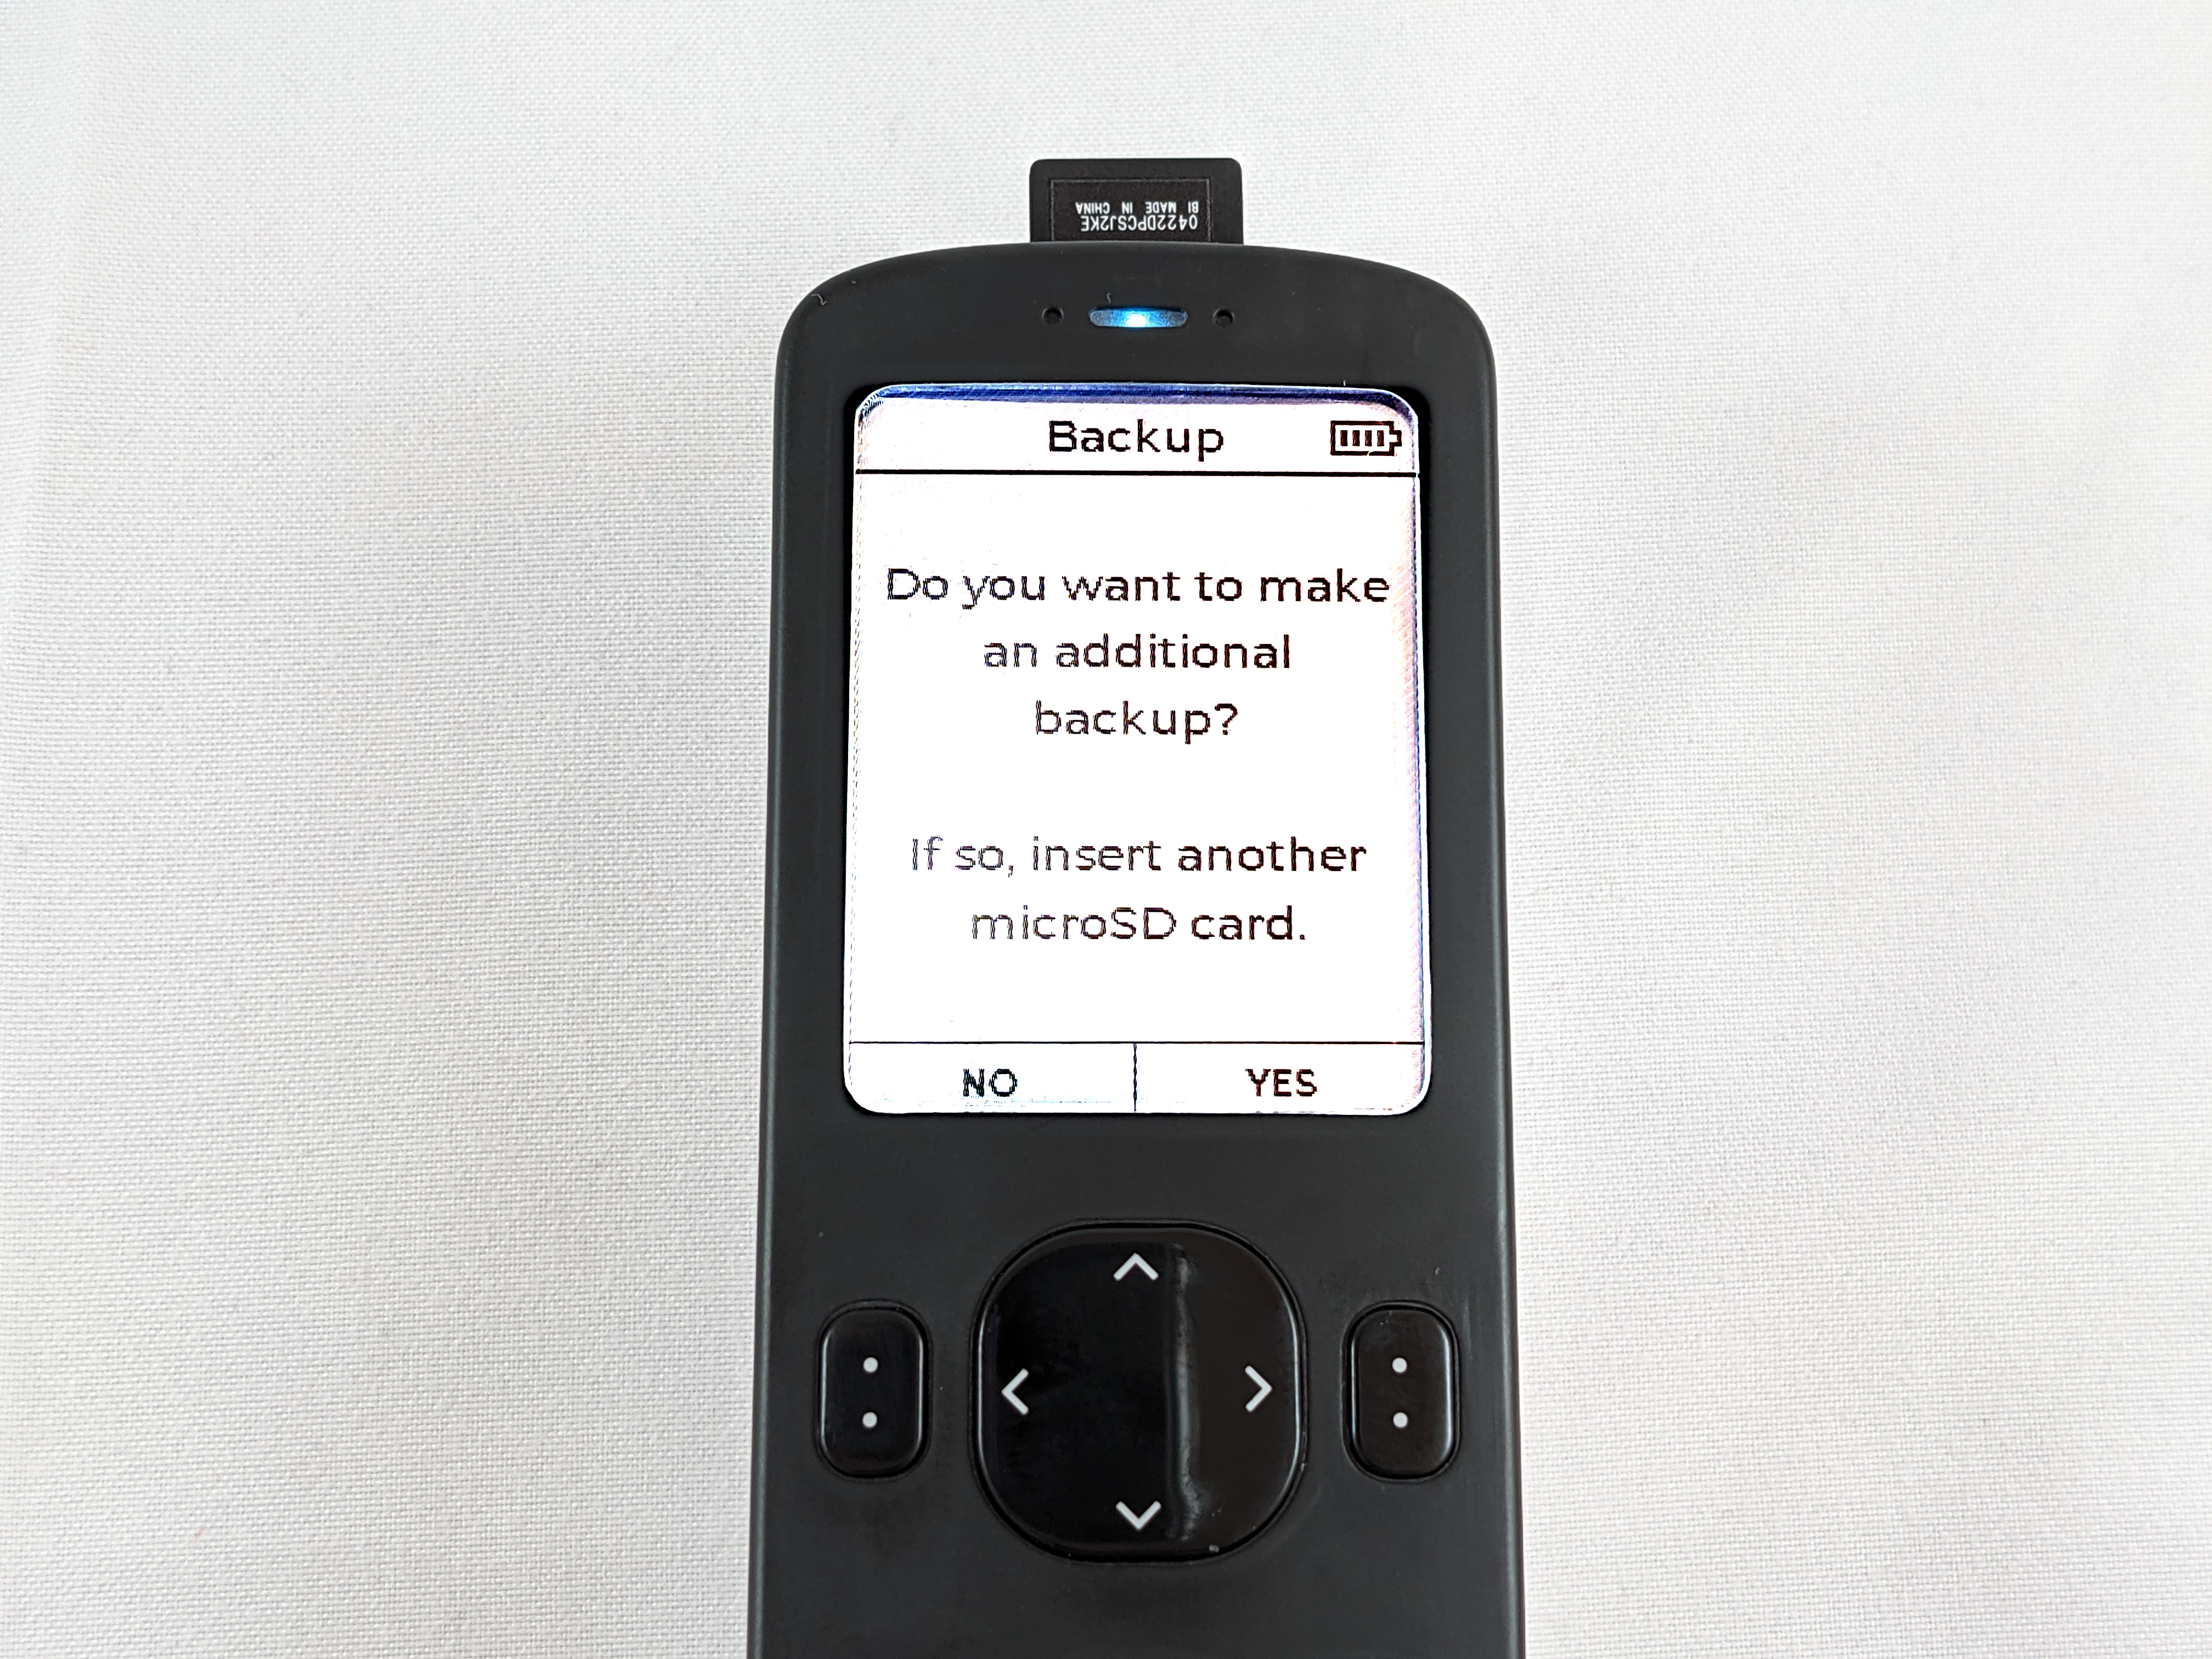 0422DPCSJ2KE
BI MADE IN CHINA
Backup
Do you want to make
an additional
backup?
If so, insert another
microSD card.
NO
YES